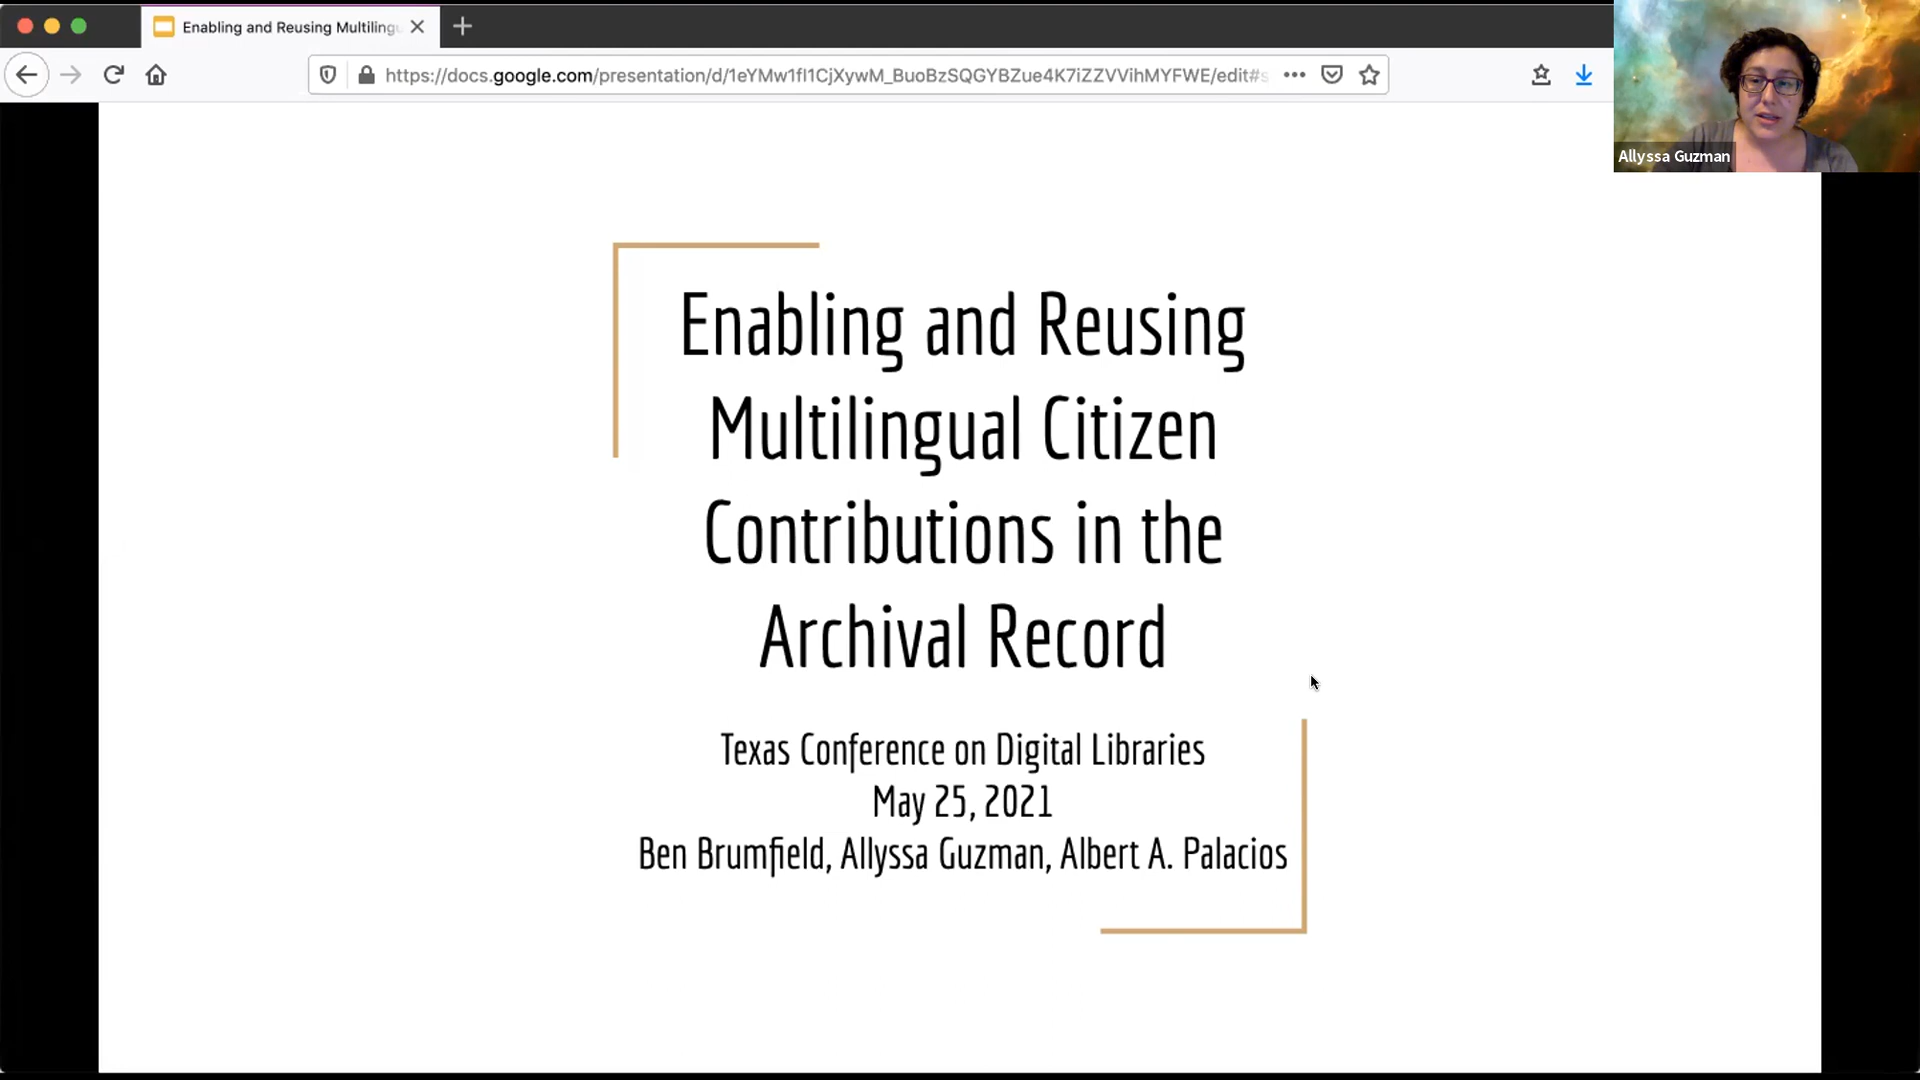 Enabling and Reusing Multiling
https://docs.google.com/presentation/d/1eYMw1fI1CjXywM_BuoBzSQGYBZue4K7iZZVVihMYFWE/edit#s
Allyssa Guzman
Enabling and Reusing
Multilingual Citizen
Contributions in the
Archival Record
Texas Conference on Digital Libraries
May 25, 2021
Ben Brumfield, Allyssa Guzman, Albert A. Palacios